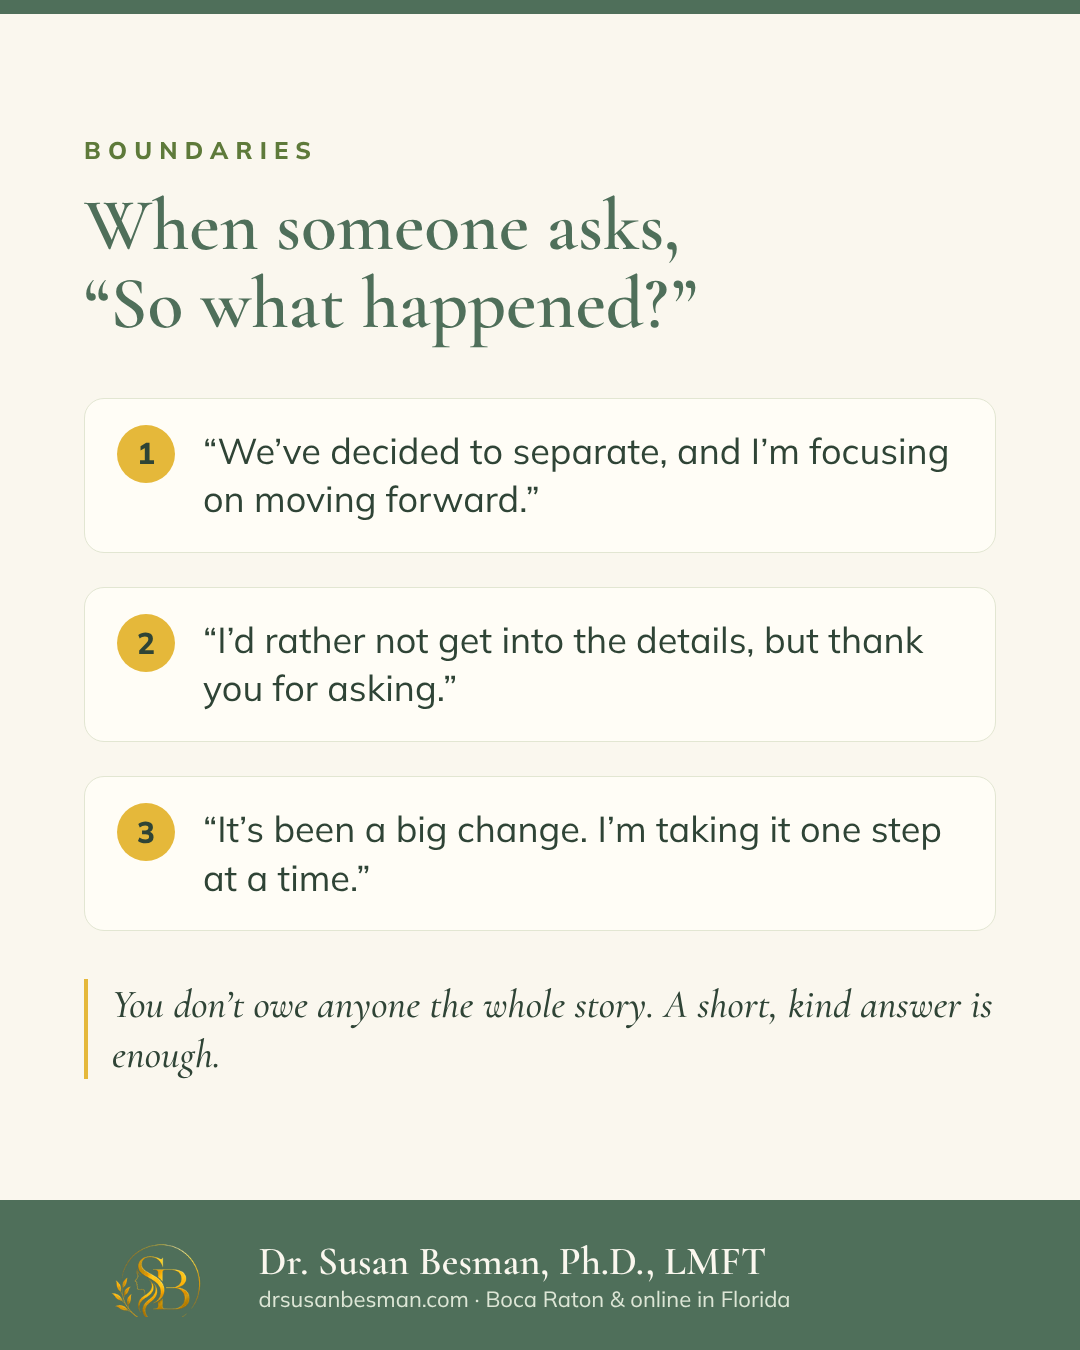 BOUNDARIES
When someone asks,
“So what happened?”
1 “We’ve decided to separate, and I’m focusing
on moving forward.”
2 “I’d rather not get into the details, but thank
you for asking.”
3 “It’s been a big change. I’m taking it one step
at a time.”
You don’t owe anyone the whole story. A short, kind answer is
enough.
SB
Dr. Susan Besman, Ph.D., LMFT
drsusanbesman.com · Boca Raton & online in Florida